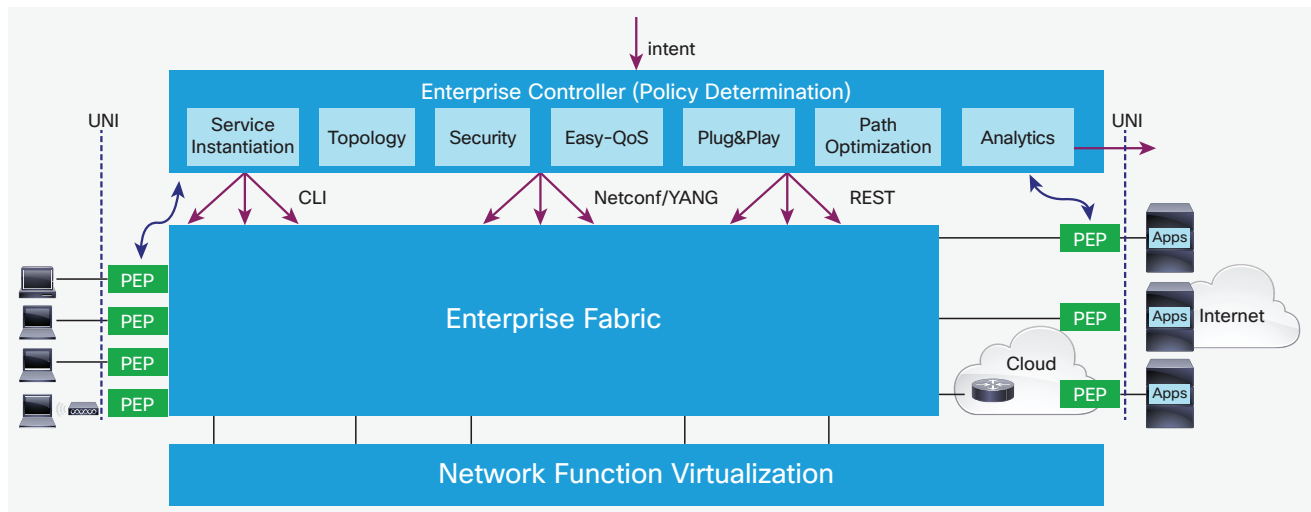 intent
Enterprise Controller (Policy Determination)
UNI
UNI
Service
Instantiation
Topology
Security
Easy-QoS
Plug&Play
Path
Optimization
Analytics
CLI
Netconf/YANG
REST
PEP
Apps
PEP
PEP
PEP
PEP
Enterprise Fabric
PEP
Apps
Internet
Cloud
PEP
Apps
Network Function Virtualization